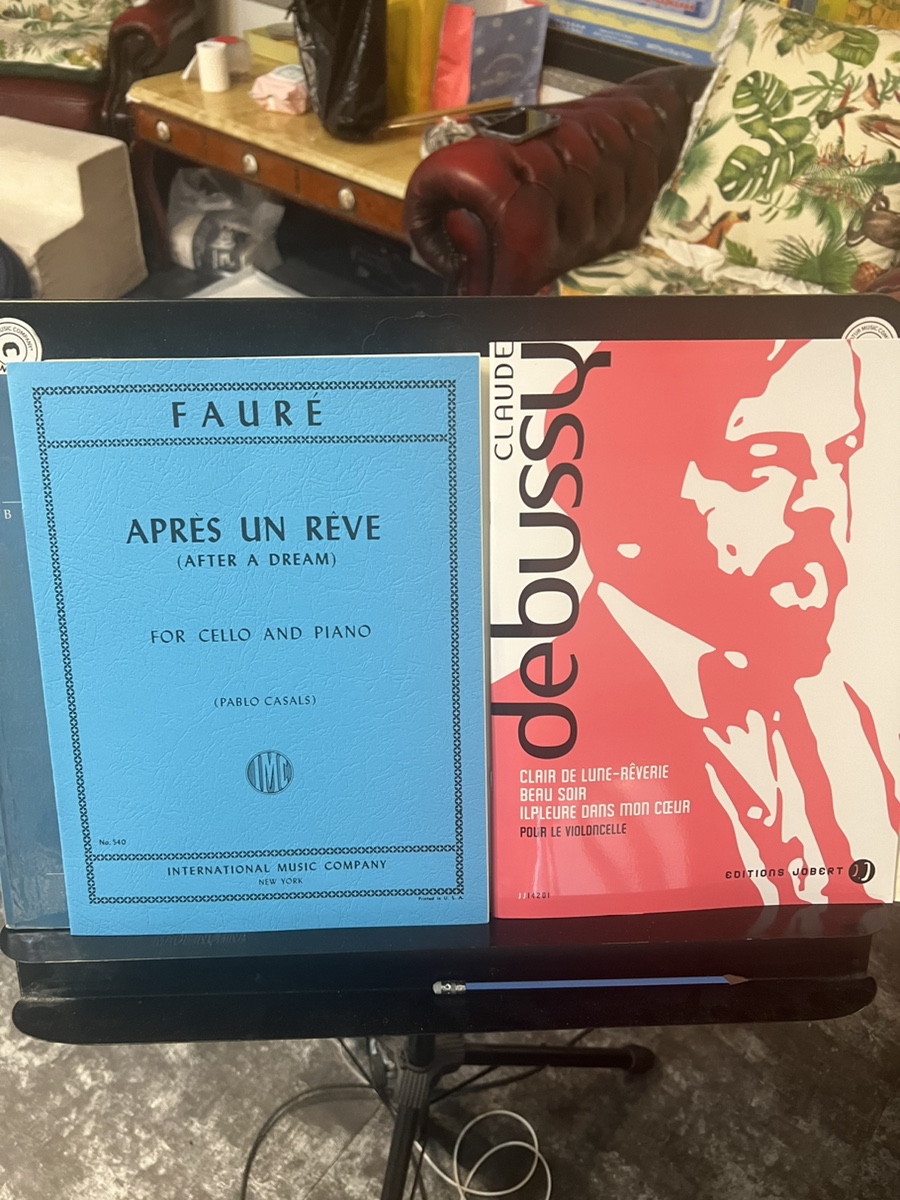 FAURÉ
APRÈS UN RÊVE
(AFTER A DREAM)
FOR CELLO AND PIANO
(PABLO CASALS)
IMC
No. 540
INTERNATIONAL MUSIC COMPANY
NEW YORK
Printed in U. S. A.
B
CLAUDE
debussy
CLAIR DE LUNE-RÊVERIE
BEAU SOIR
ILPLEURE DANS MON CŒUR
POUR LE VIOLONCELLE
EDITIONS JOBERT
JJ14201